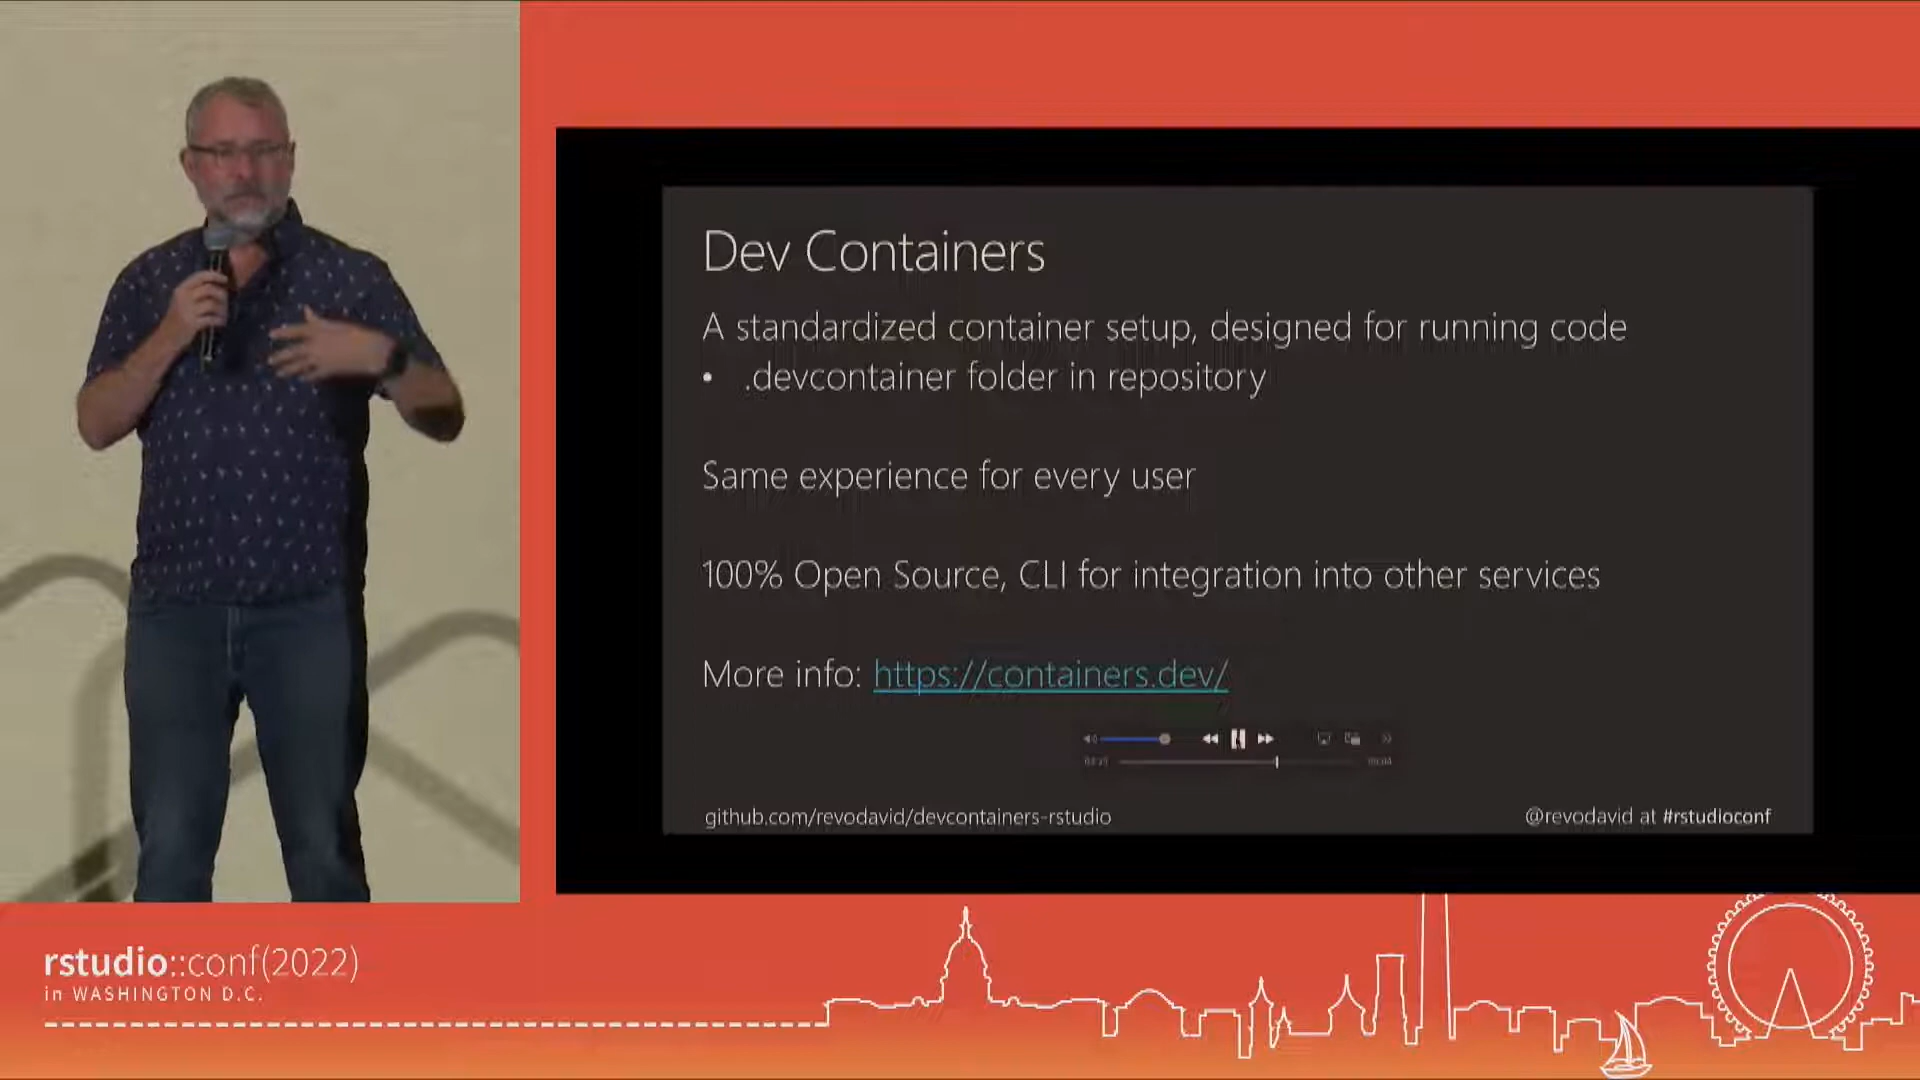 Dev Containers
A standardized container setup, designed for running code
• .devcontainer folder in repository
Same experience for every user
100% Open Source, CLI for integration into other services
More info: https://containers.dev/
github.com/revodavid/devcontainers-rstudio
@revodavid at #rstudioconf
rstudio::conf(2022)
in WASHINGTON D.C.